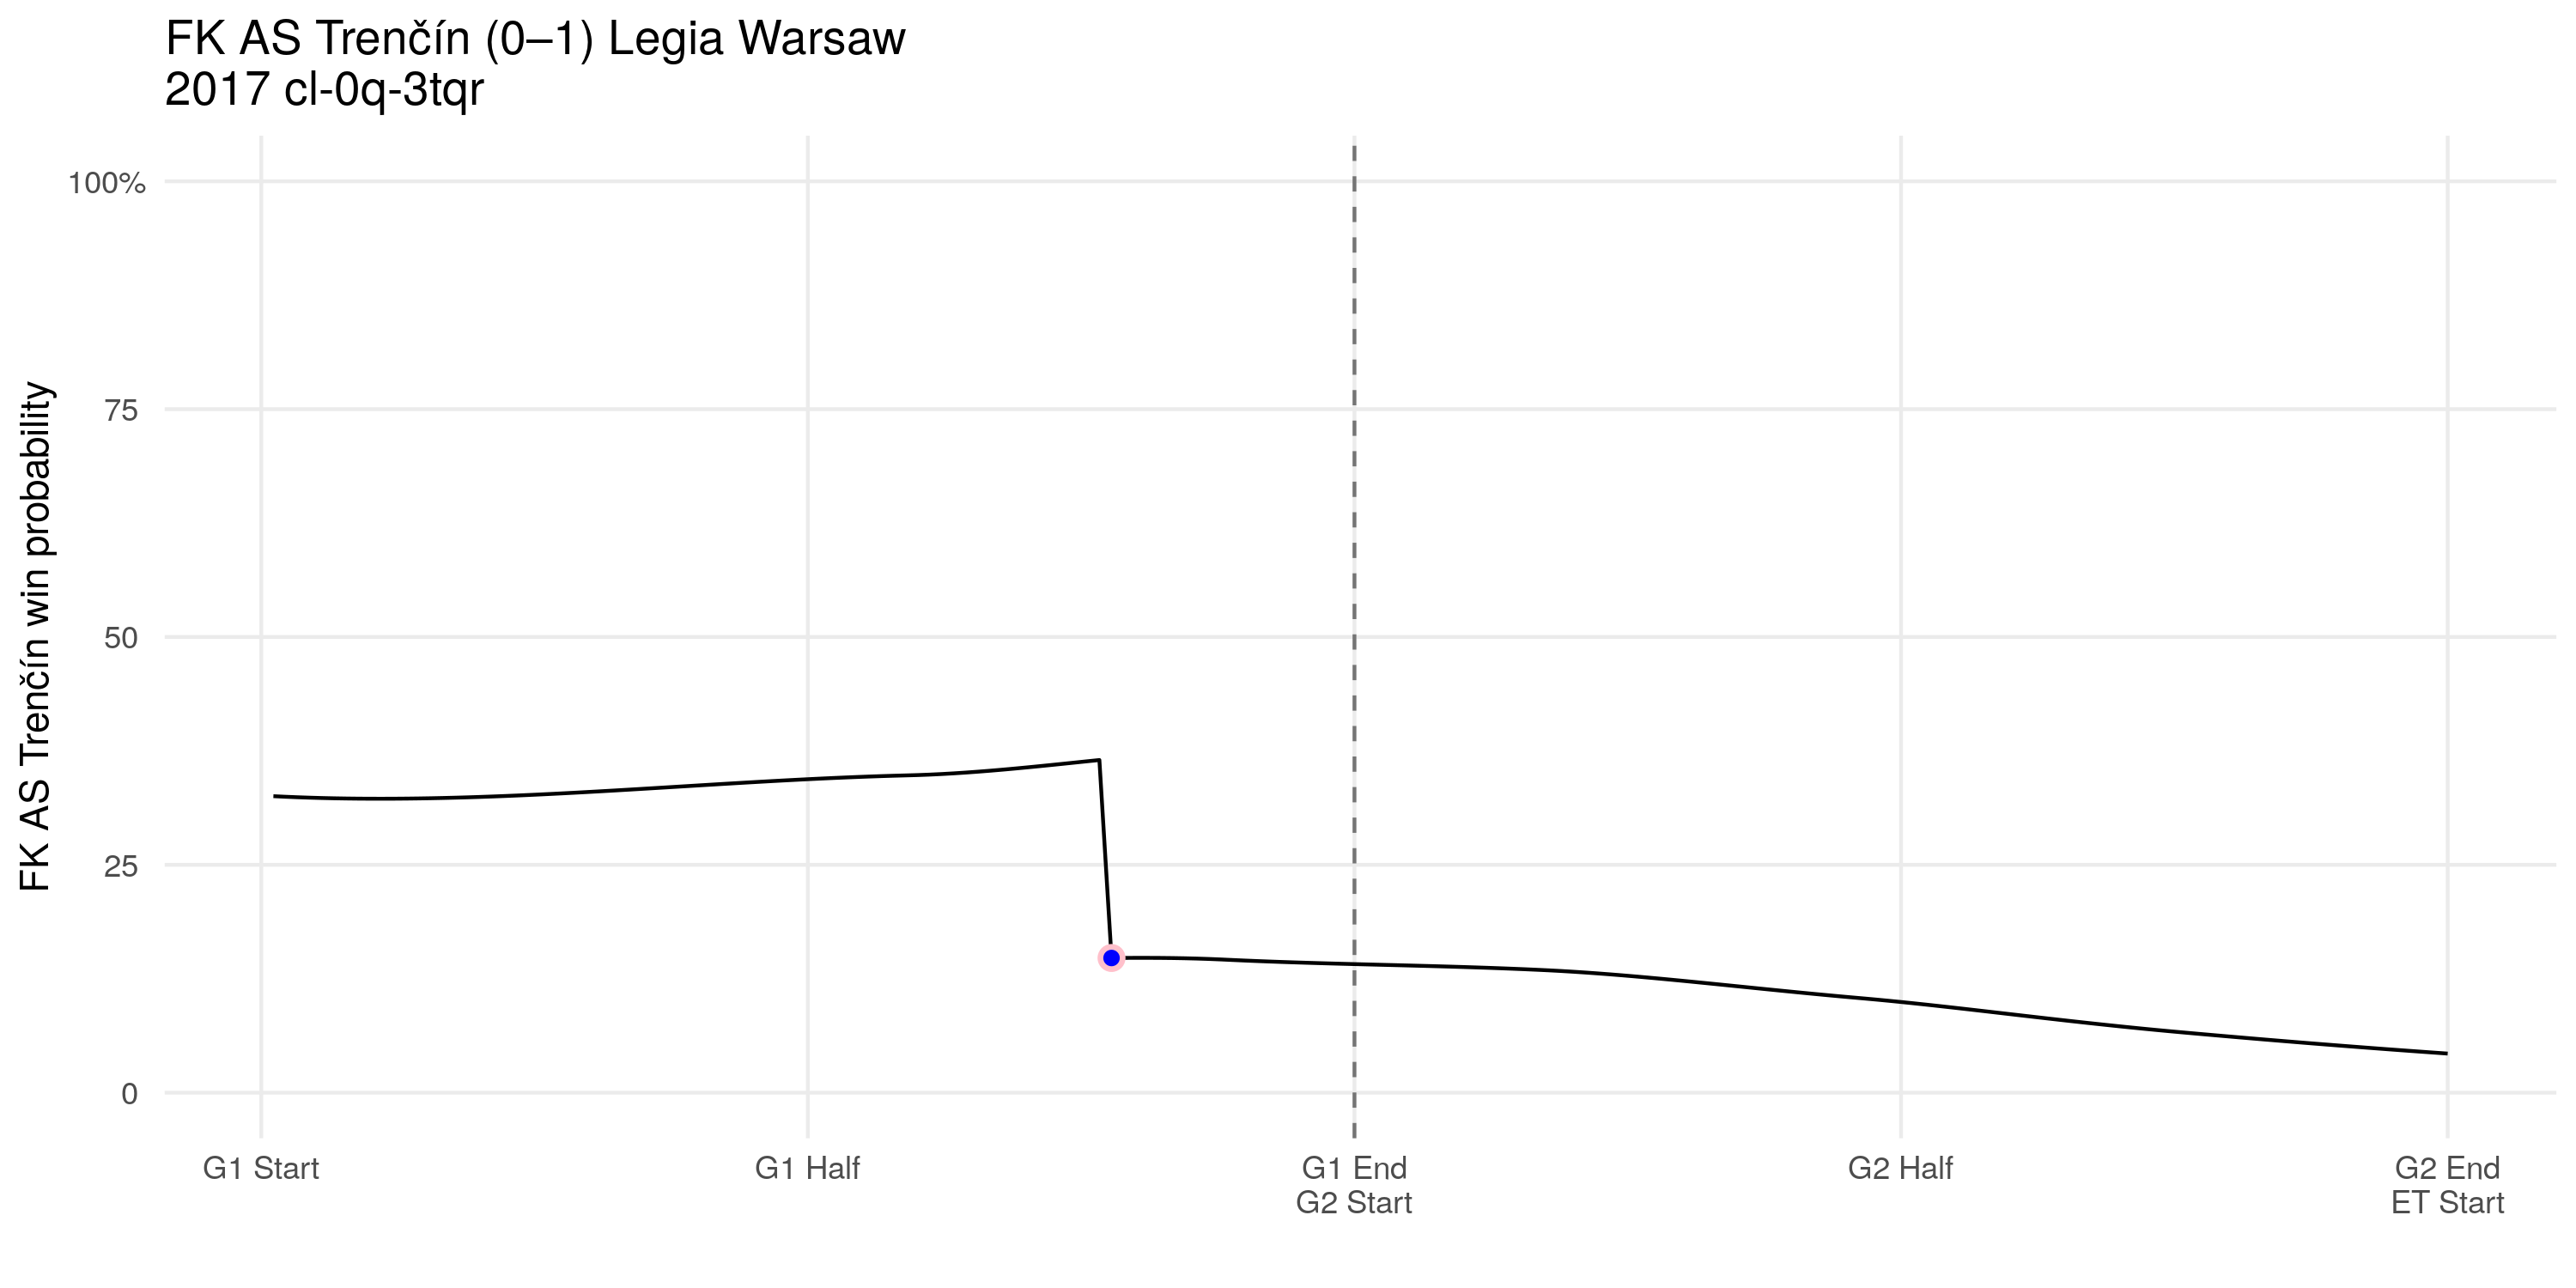 FK AS Trenčín (0–1) Legia Warsaw
2017 cl-0q-3tqr
FK AS Trenčín win probability
100%
75
50
25
0
G1 Start
G1 Half
G1 End
G2 Start
G2 Half
G2 End
ET Start